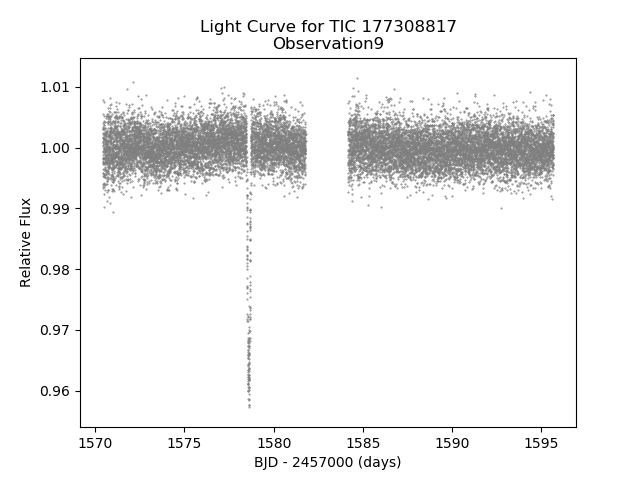 Light Curve for TIC 177308817
Observation9
1.01
1.00
0.99
0.98
0.97
0.96
Relative Flux
1570 1575 1580 1585 1590 1595
BJD - 2457000 (days)